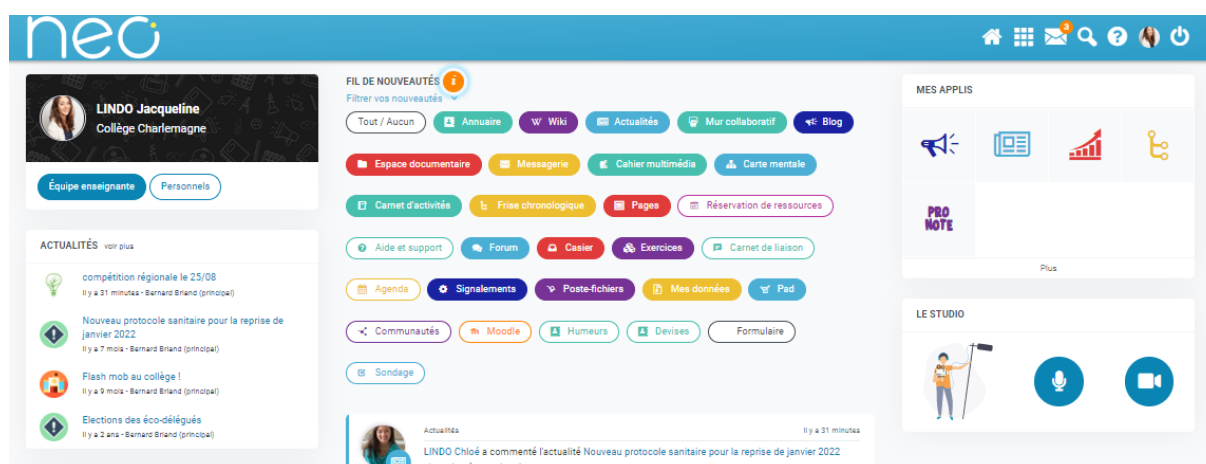 neo
3
LINDO Jacqueline
Collège Charlemagne
Équipe enseignante Personnels
ACTUALITÉS voir plus
compétition régionale le 25/08
Il y a 31 minutes - Bernard Briand (principal)
Nouveau protocole sanitaire pour la reprise de
janvier 2022
Il y a 7 mois - Bernard Briand (principal)
Flash mob au collège !
Il y a 9 mois - Bernard Briand (principal)
Elections des éco-délégués
Il y a 2 ans - Bernard Briand (principal)
FIL DE NOUVEAUTÉS i
Filtrer vos nouveautés
Tout / Aucun Annuaire W Wiki Actualités Mur collaboratif Blog
Espace documentaire Messagerie Cahier multimédia Carte mentale
Carnet d'activités Frise chronologique Pages Réservation de ressources
Aide et support Forum Casier Exercices Carnet de liaison
Agenda Signalements Poste-fichiers Mes données Pad
Communautés m Moodle Humeurs Devises Formulaire
Sondage
Actualités Il y a 31 minutes
LINDO Chloé a commenté l'actualité Nouveau protocole sanitaire pour la reprise de janvier 2022
MES APPLIS
PRO
NOTE
Plus
LE STUDIO